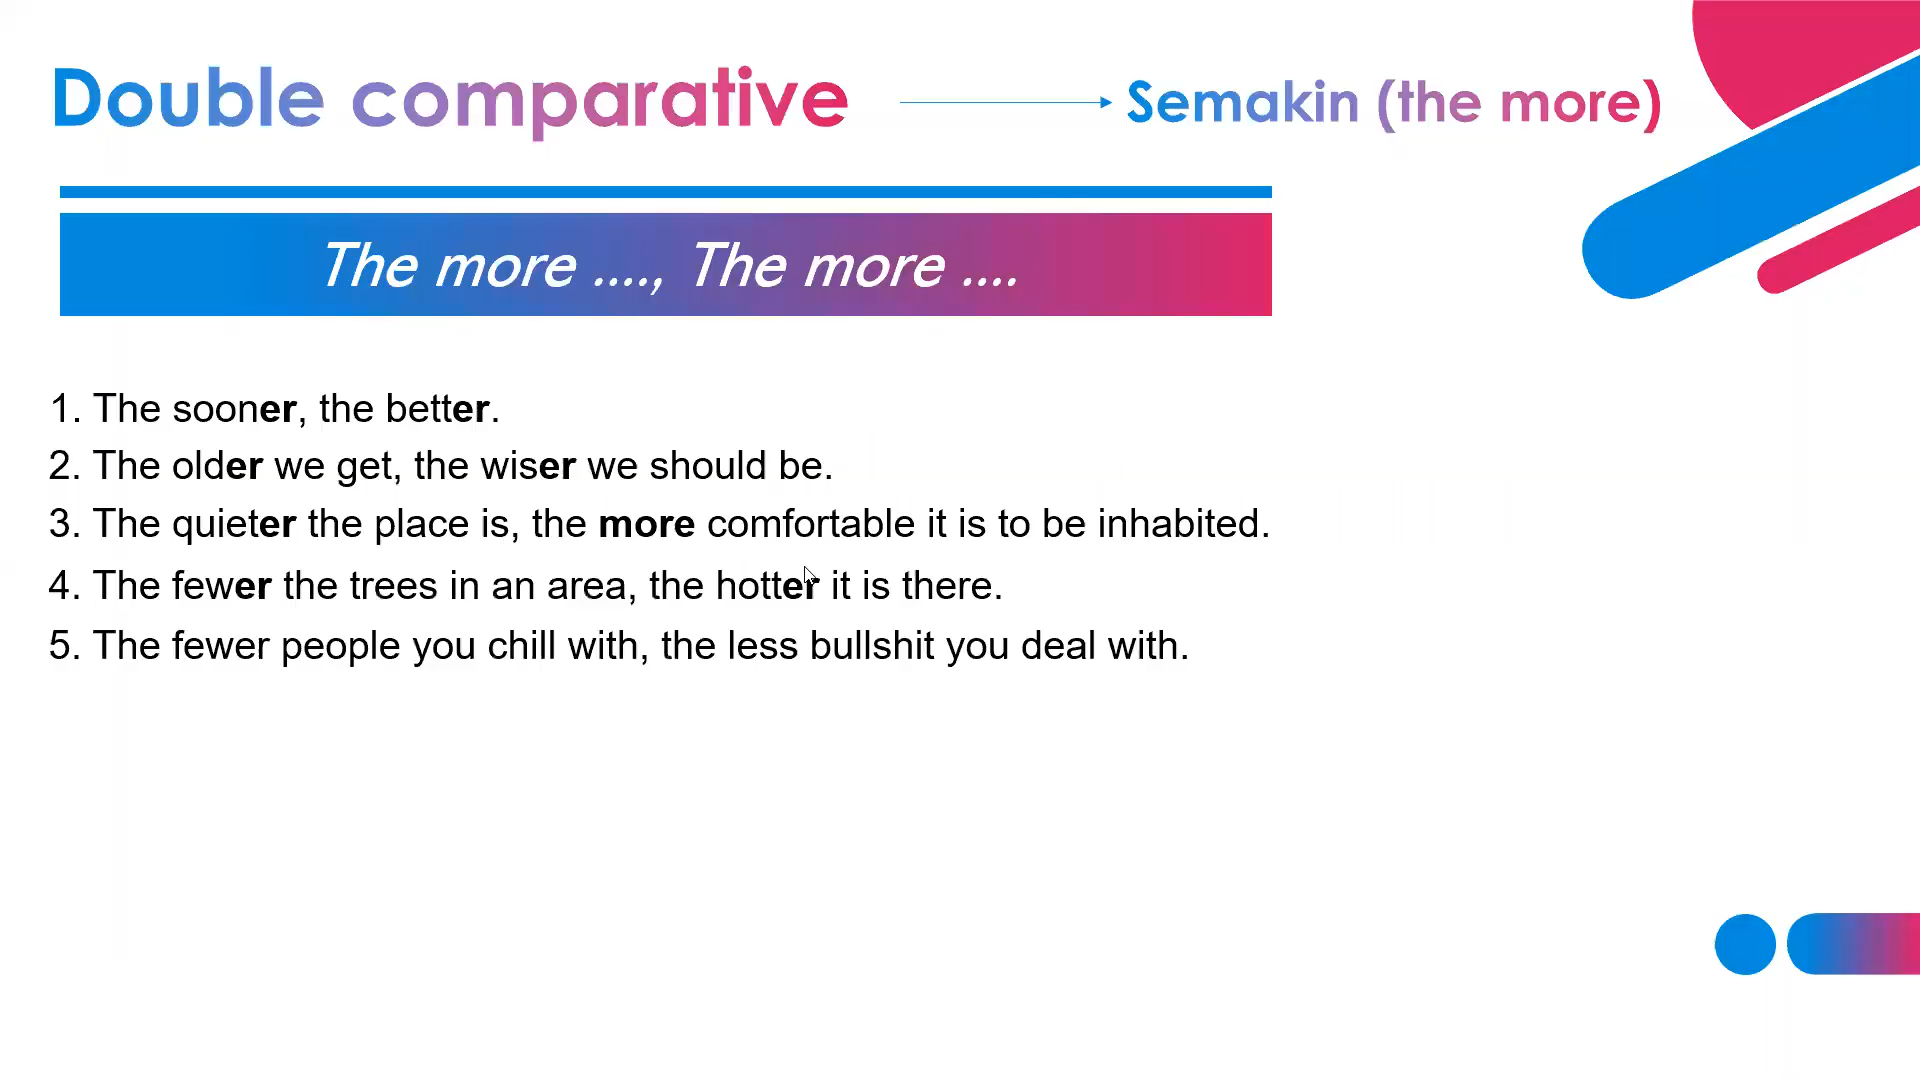 Double comparative
Semakin (the more)
The more ...., The more ....
1. The sooner, the better.
2. The older we get, the wiser we should be.
3. The quieter the place is, the more comfortable it is to be inhabited.
4. The fewer the trees in an area, the hotter it is there.
5. The fewer people you chill with, the less bullshit you deal with.